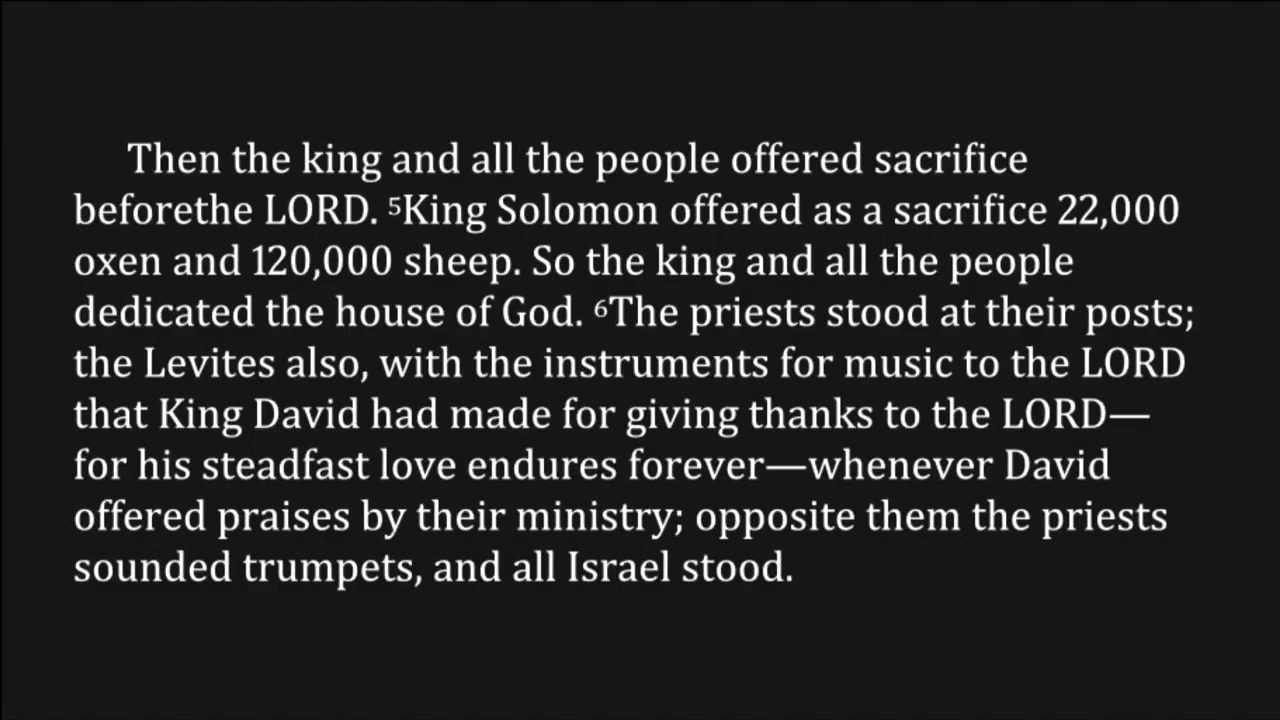 Then the king and all the people offered sacrifice
beforethe LORD. ⁵King Solomon offered as a sacrifice 22,000
oxen and 120,000 sheep. So the king and all the people
dedicated the house of God. ⁶The priests stood at their posts;
the Levites also, with the instruments for music to the LORD
that King David had made for giving thanks to the LORD—
for his steadfast love endures forever—whenever David
offered praises by their ministry; opposite them the priests
sounded trumpets, and all Israel stood.